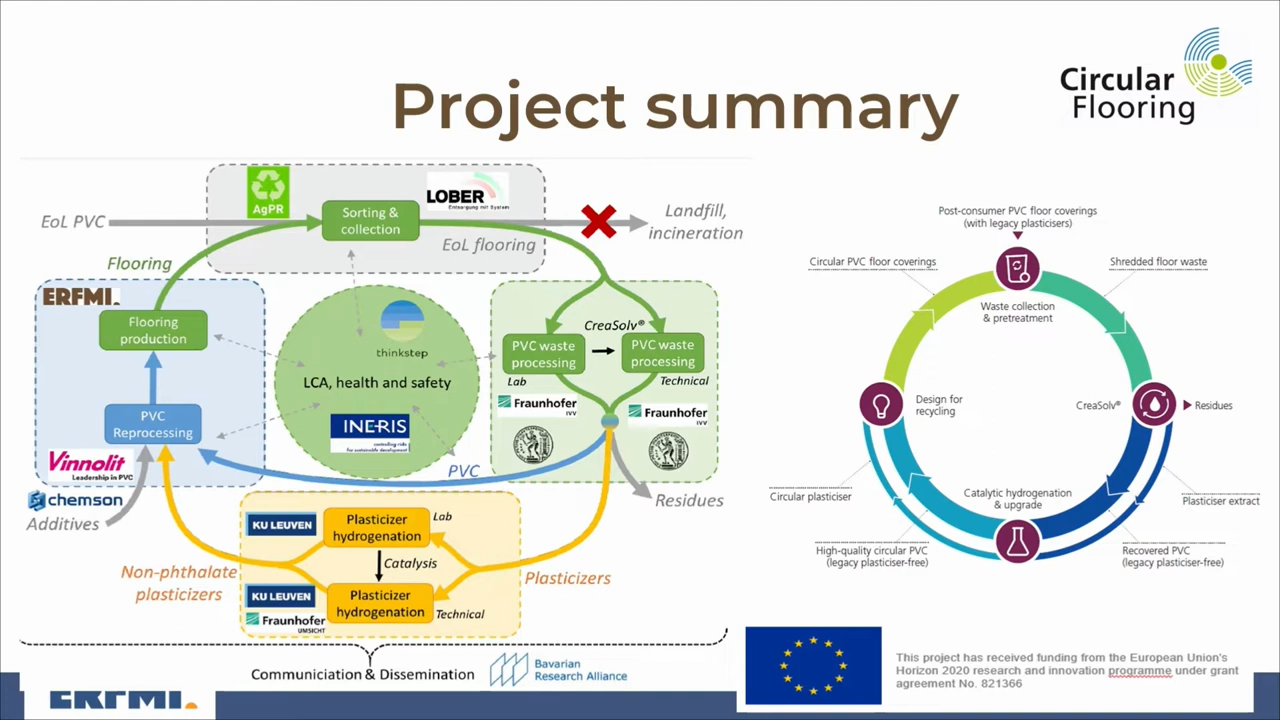 Project summary
Circular
Flooring
AgPR
LOBER
Entsorgung mit System
EoL PVC
Sorting &
collection
EoL flooring
Landfill,
incineration
Flooring
ERFMI.
Flooring
production
thinkstep
LCA, health and safety
INERIS
controlling risks
for sustainable development
CreaSolv®
PVC waste
processing
PVC waste
processing
Lab
Technical
Fraunhofer
IVV
Fraunhofer
IVV
PVC
Reprocessing
Vinnolit
Leadership in PVC
chemson
Additives
PVC
Residues
KU LEUVEN
Plasticizer
hydrogenation
Lab
Catalysis
Non-phthalate
plasticizers
Plasticizers
KU LEUVEN
Fraunhofer
UMSICHT
Plasticizer
hydrogenation
Technical
Communiciation & Dissemination
Bavarian
Research Alliance
ERFMI.
Post-consumer PVC floor coverings
(with legacy plasticisers)
Circular PVC floor coverings
Shredded floor waste
Waste collection
& pretreatment
Design for
recycling
CreaSolv®
Residues
Circular plasticiser
Catalytic hydrogenation
& upgrade
Plasticiser extract
High-quality circular PVC
(legacy plasticiser-free)
Recovered PVC
(legacy plasticiser-free)
This project has received funding from the European Union's
Horizon 2020 research and innovation programme under grant
agreement No. 821366